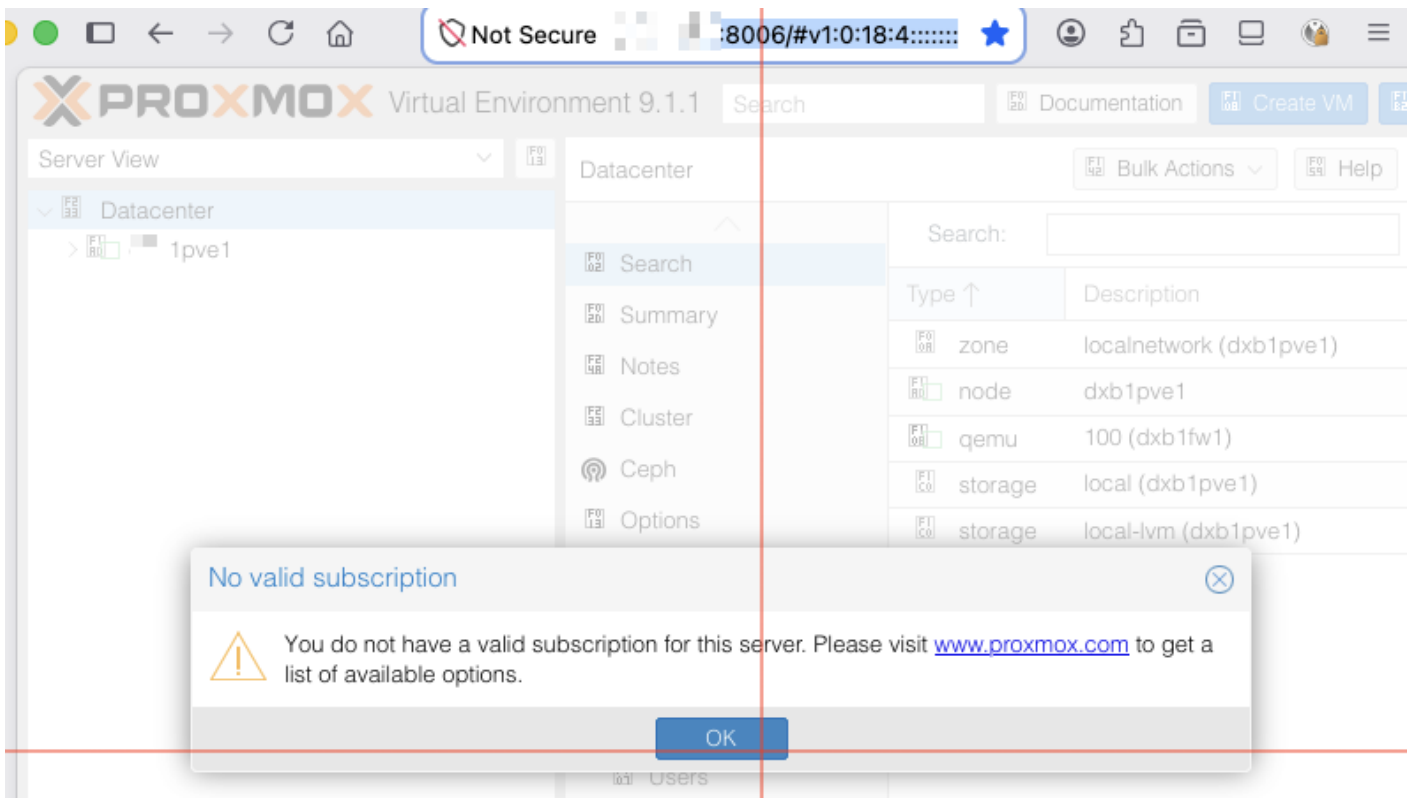 Not Secure :8006/#v1:0:18:4:::::::
PROXMOX Virtual Environment 9.1.1 Search Documentation Create VM
Server View
Datacenter
1pve1
Datacenter Bulk Actions Help
Search
Summary
Notes
Cluster
Ceph
Options
Users
Search:
Type ↑ Description
zone localnetwork (dxb1pve1)
node dxb1pve1
qemu 100 (dxb1fw1)
storage local (dxb1pve1)
storage local-lvm (dxb1pve1)
No valid subscription
You do not have a valid subscription for this server. Please visit www.proxmox.com to get a
list of available options.
OK